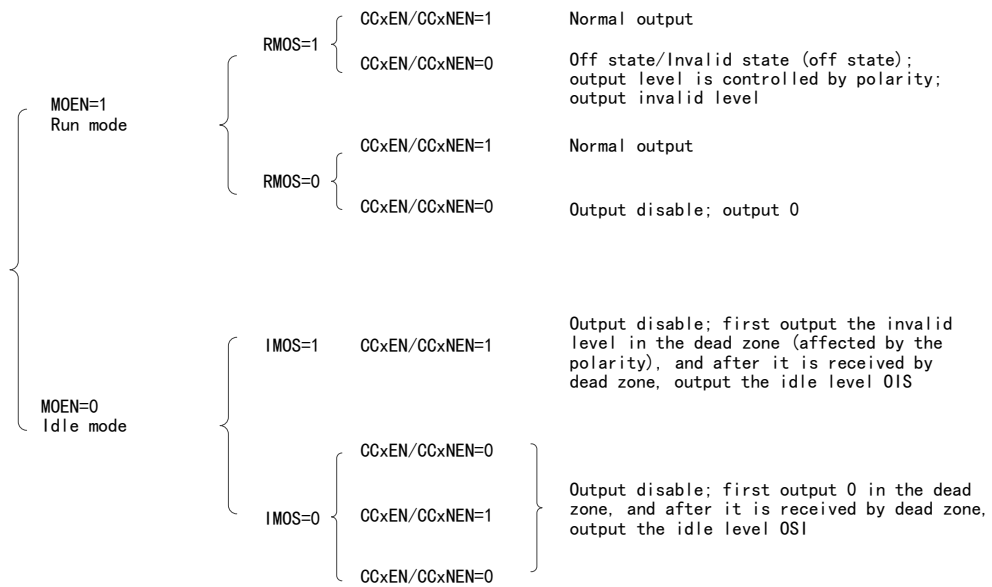 CCxEN/CCxNEN=1 Normal output
RMOS=1
CCxEN/CCxNEN=0 Off state/Invalid state (off state);
output level is controlled by polarity;
output invalid level
MOEN=1
Run mode
CCxEN/CCxNEN=1 Normal output
RMOS=0
CCxEN/CCxNEN=0 Output disable; output 0
Output disable; first output the invalid
IMOS=1 CCxEN/CCxNEN=1 level in the dead zone (affected by the
polarity), and after it is received by
dead zone, output the idle level OIS
MOEN=0
Idle mode
CCxEN/CCxNEN=0
Output disable; first output 0 in the dead
IMOS=0 CCxEN/CCxNEN=1 zone, and after it is received by dead zone,
output the idle level OSI
CCxEN/CCxNEN=0